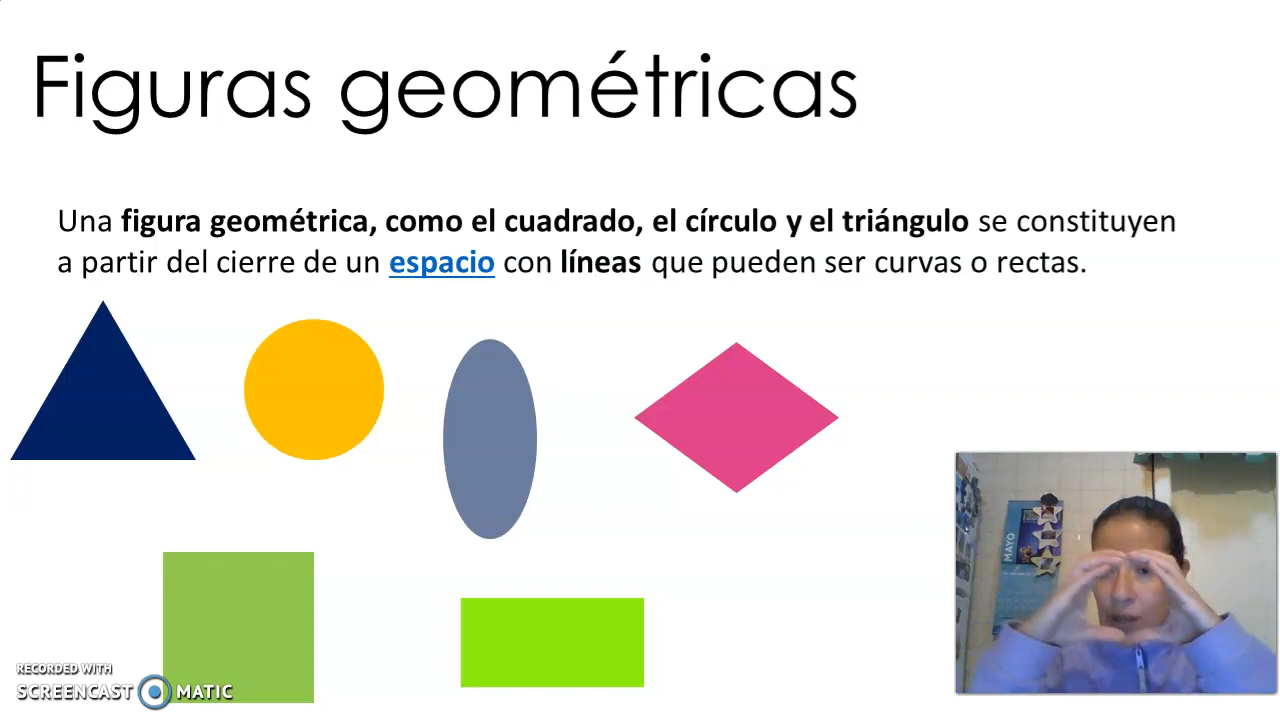 Figuras geométricas
Una figura geométrica, como el cuadrado, el círculo y el triángulo se constituyen
a partir del cierre de un espacio con líneas que pueden ser curvas o rectas.
MAYO
RECORDED WITH
SCREENCAST MATIC